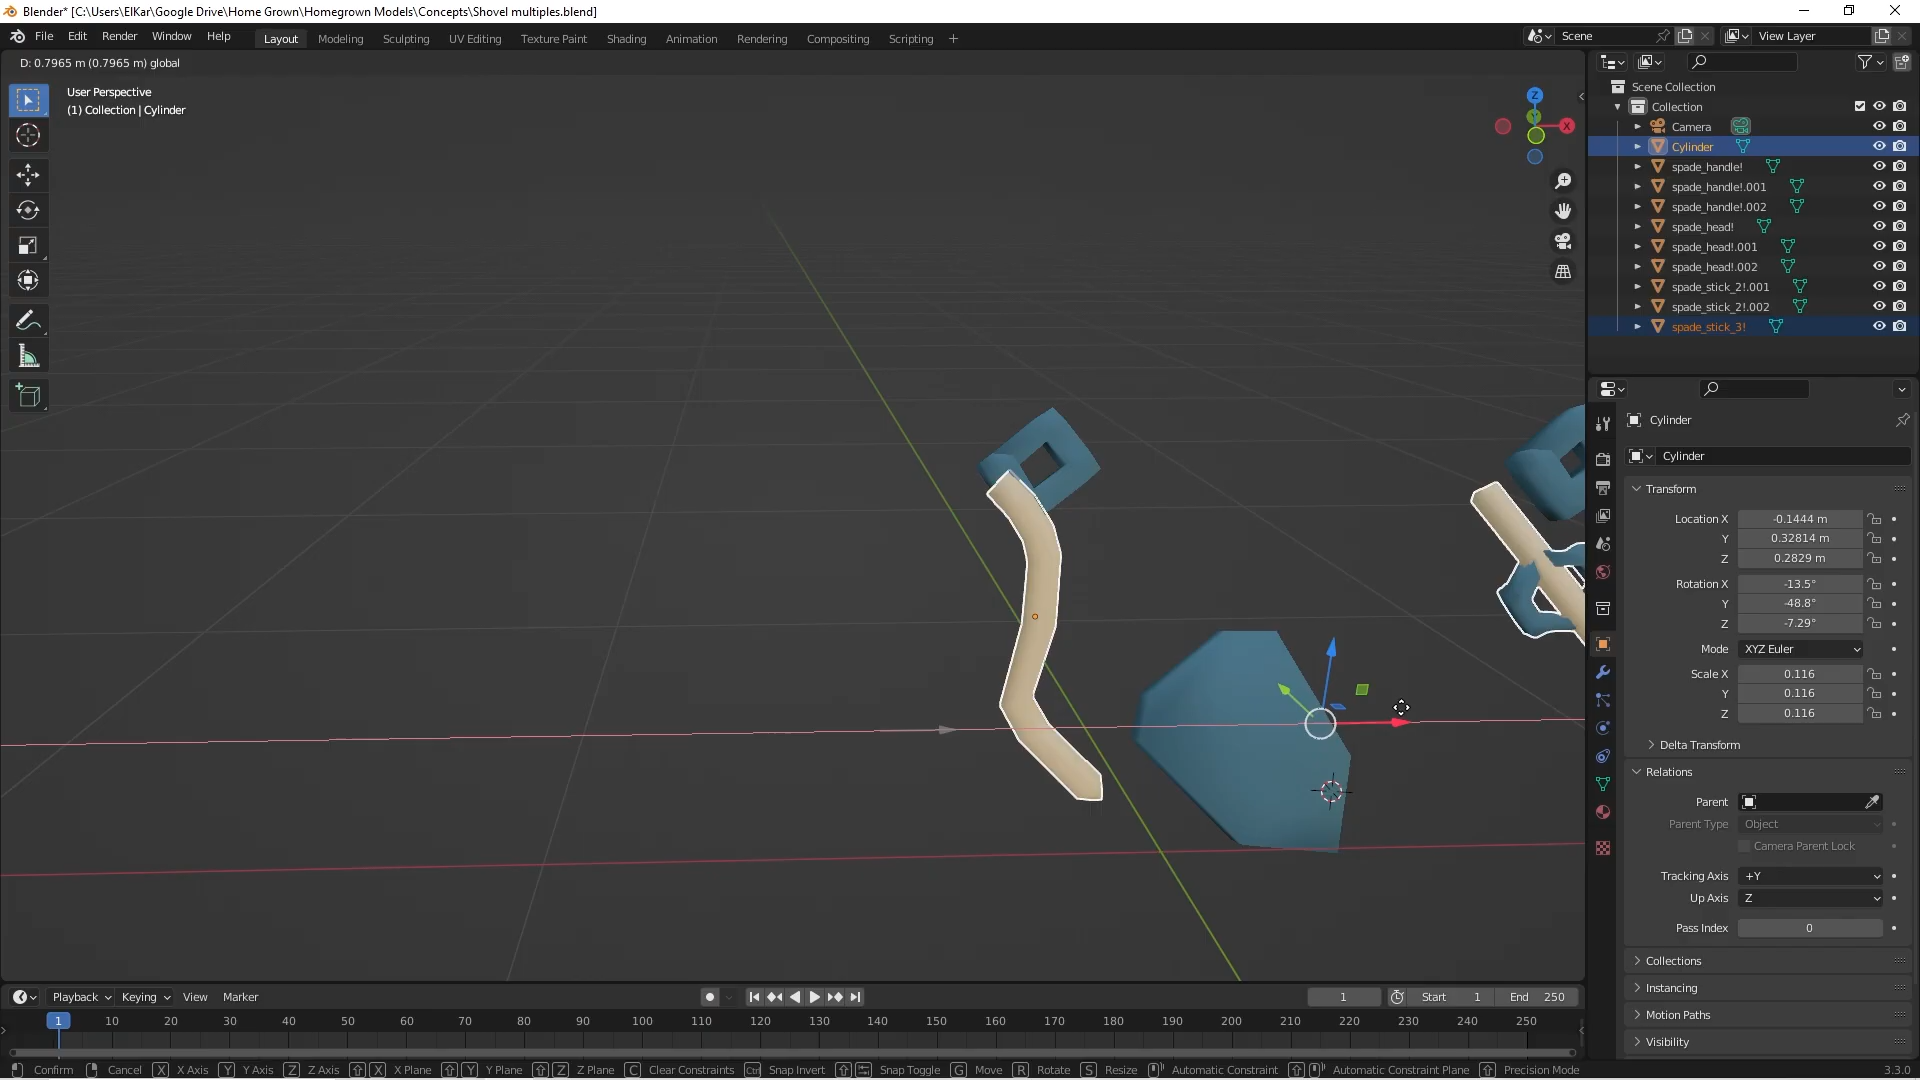 Blender* [C:\Users\ElKar\Google Drive\Home Grown\Homegrown Models\Concepts\Shovel multiples.blend]
File Edit Render Window Help Layout Modeling Sculpting UV Editing Texture Paint Shading Animation Rendering Compositing Scripting + Scene View Layer
D: 0.7965 m (0.7965 m) global
User Perspective
(1) Collection | Cylinder
Z
Y
X
Scene Collection
Collection
Camera
Cylinder
spade_handle!
spade_handle!.001
spade_handle!.002
spade_head!
spade_head!.001
spade_head!.002
spade_stick_2!.001
spade_stick_2!.002
spade_stick_3!
Cylinder
Cylinder
Transform
Location X -0.1444 m
Y 0.32814 m
Z 0.2829 m
Rotation X -13.5°
Y -48.8°
Z -7.29°
Mode XYZ Euler
Scale X 0.116
Y 0.116
Z 0.116
Delta Transform
Relations
Parent
Parent Type Object
Camera Parent Lock
Tracking Axis +Y
Up Axis Z
Pass Index 0
Collections
Instancing
Motion Paths
Visibility
Playback Keying View Marker 1 Start 1 End 250
1 10 20 30 40 50 60 70 80 90 100 110 120 130 140 150 160 170 180 190 200 210 220 230 240 250
Confirm Cancel X X Axis Y Y Axis Z Z Axis X X Plane Y Y Plane Z Z Plane C Clear Constraints Ctrl Snap Invert Snap Toggle G Move R Rotate S Resize Automatic Constraint Automatic Constraint Plane Precision Mode 3.3.0